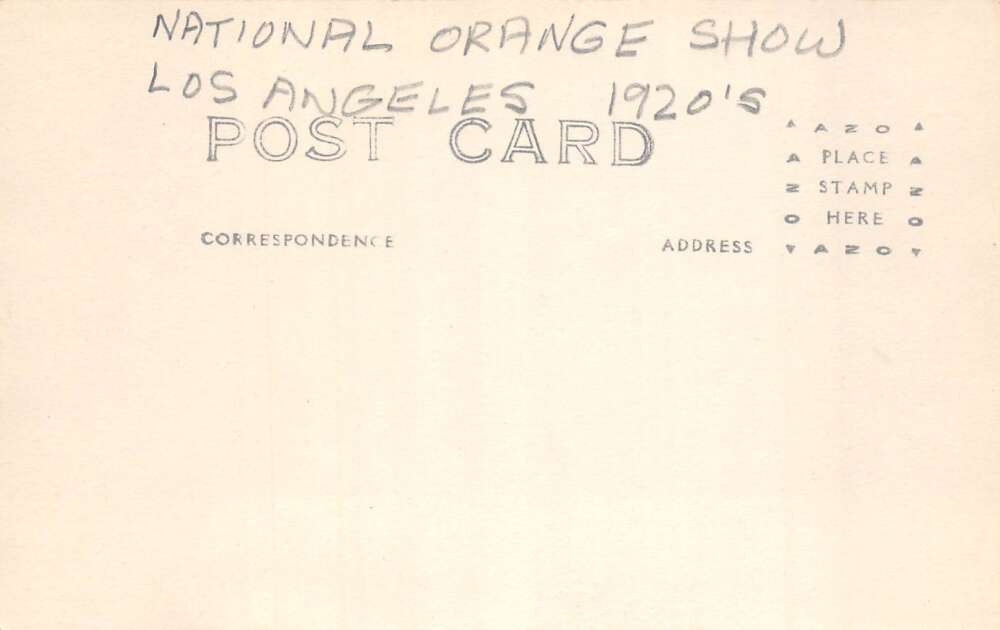 NATIONAL ORANGE SHOW
LOS ANGELES 1920'S
POST CARD
CORRESPONDENCE
ADDRESS
AZO
A PLACE A
Z STAMP Z
O HERE O
AZO